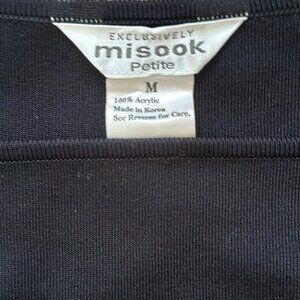 EXCLUSIVELY
misook
Petite
M
100% Acrylic
Made in Korea
See Reverse for Care.